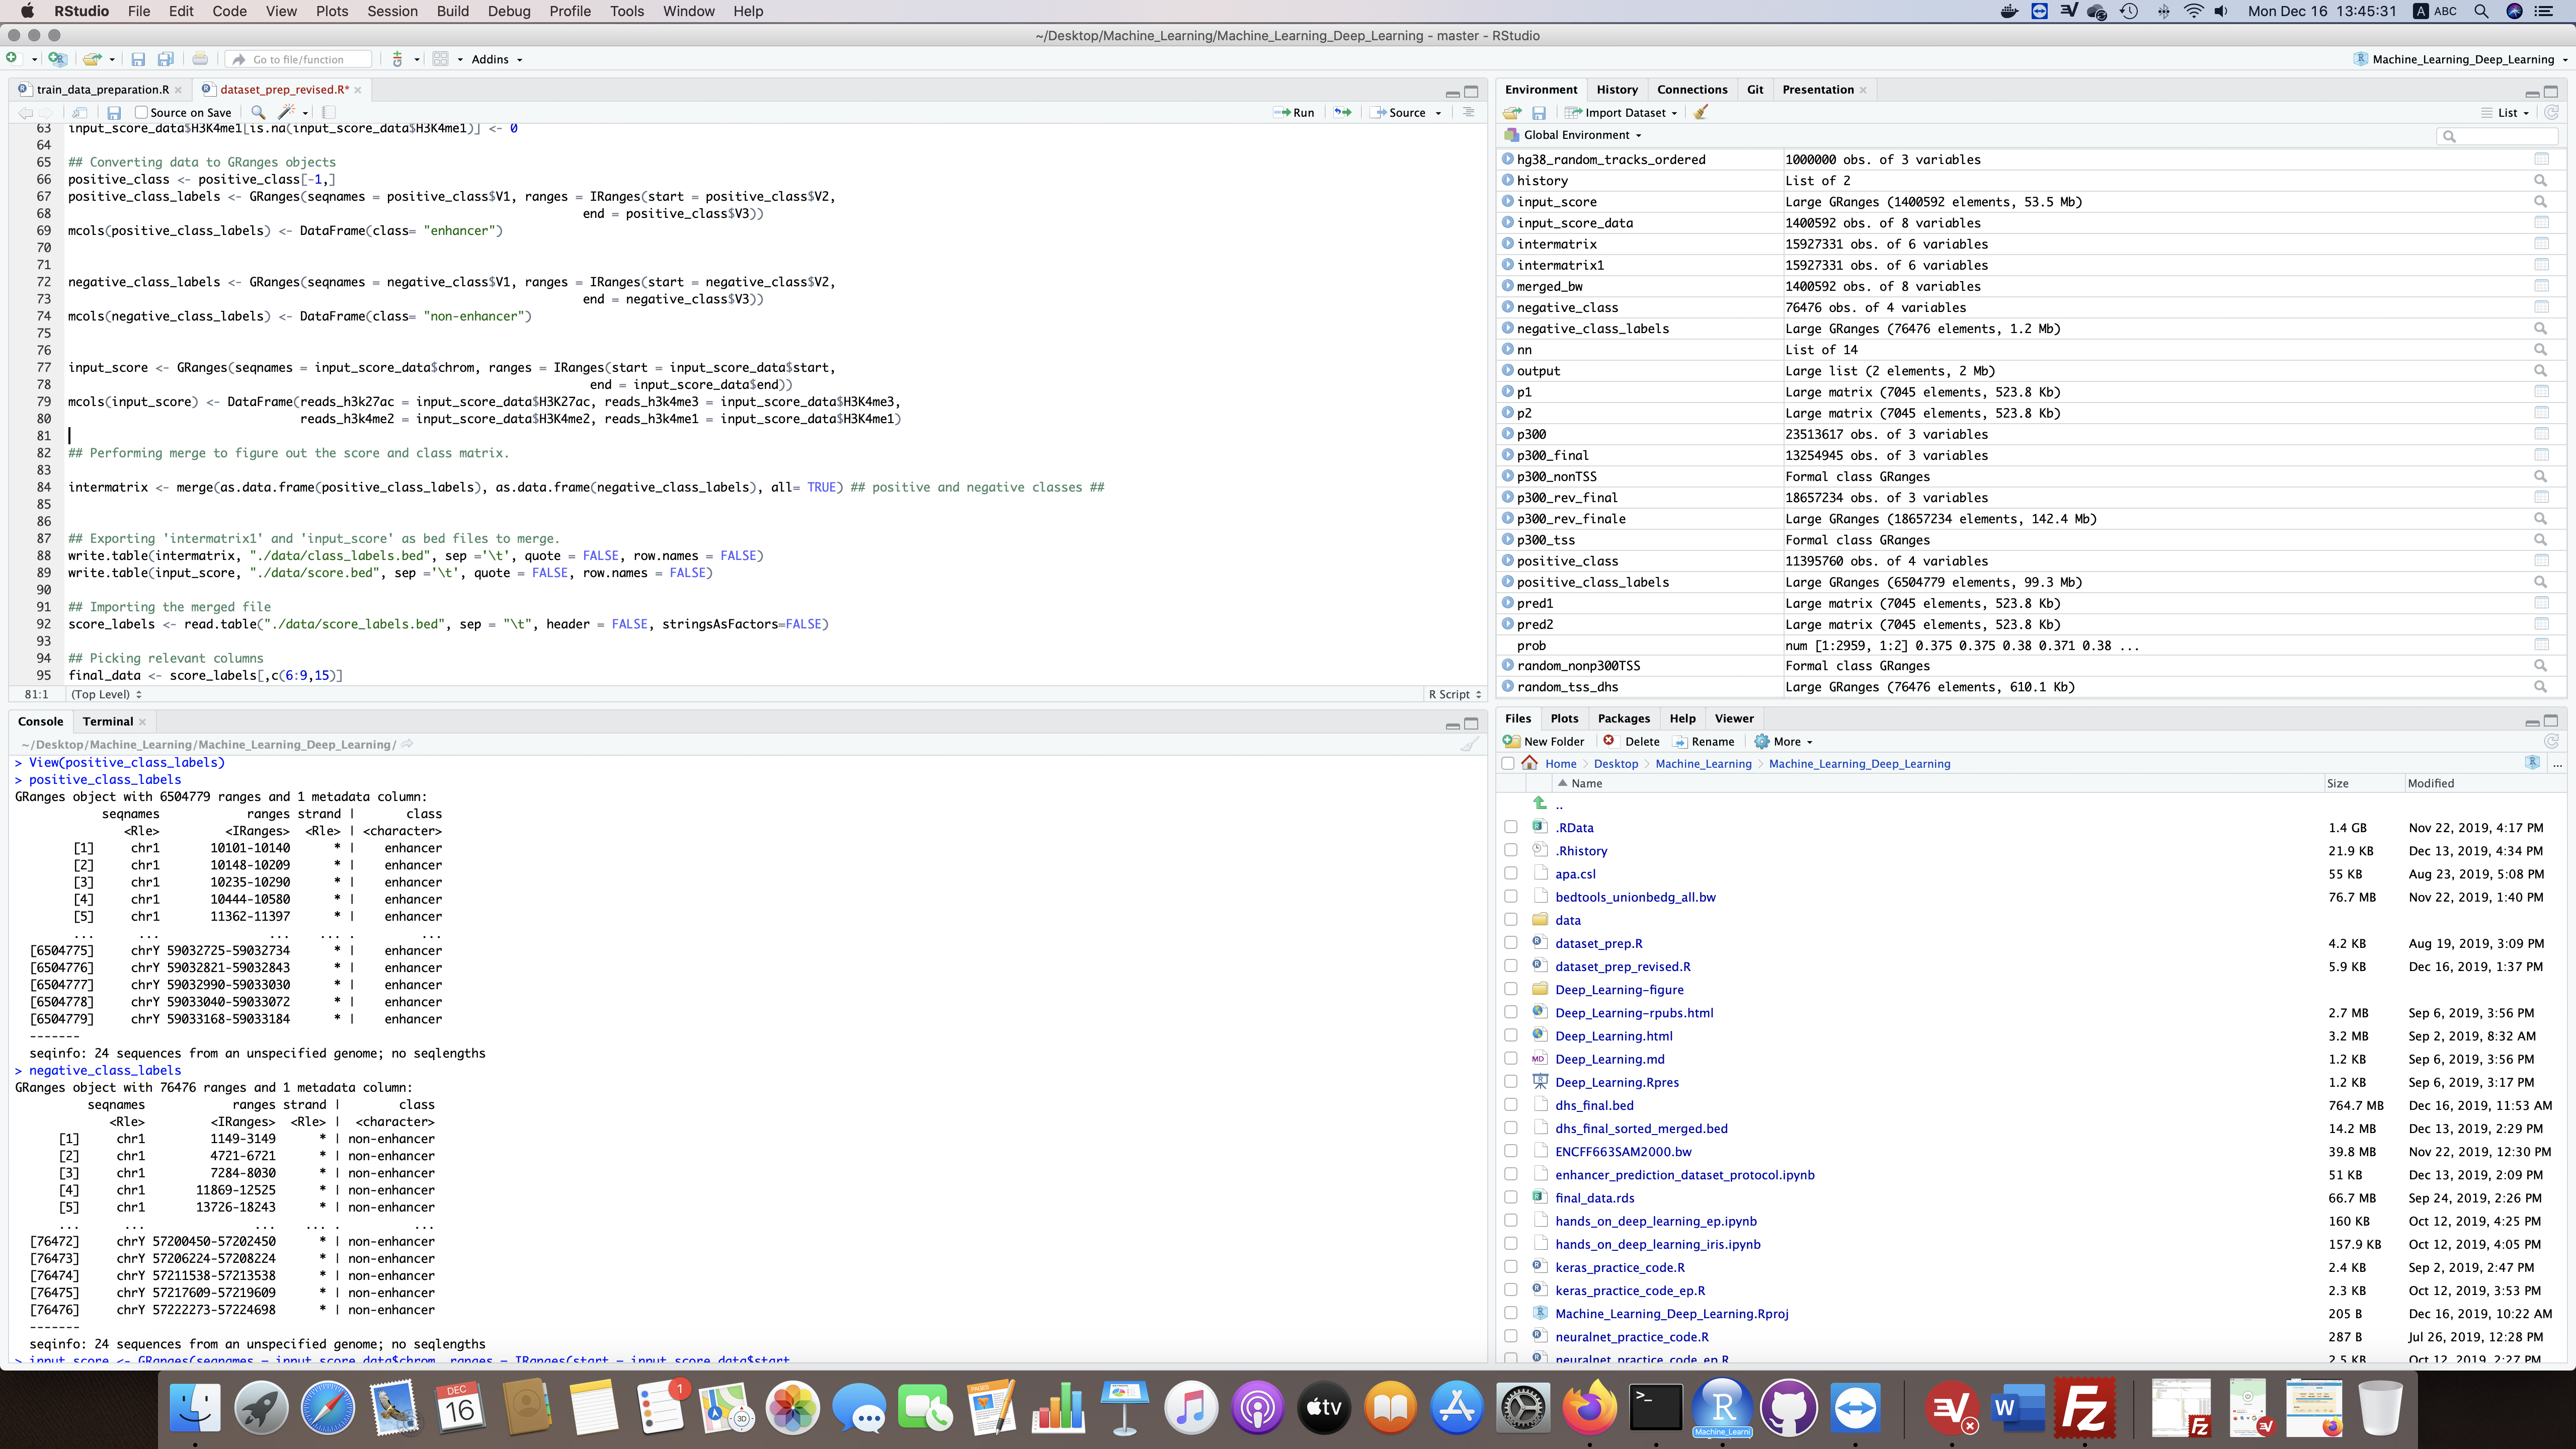 RStudio File Edit Code View Plots Session Build Debug Profile Tools Window Help
Mon Dec 16 13:45:31 A ABC
~/Desktop/Machine_Learning/Machine_Learning_Deep_Learning - master - RStudio
Go to file/function Addins Machine_Learning_Deep_Learning
train_data_preparation.R dataset_prep_revised.R*
Source on Save Run Source
63 input_score_data$H3K4me1[is.na(input_score_data$H3K4me1)] <- 0
64
65 ## Converting data to GRanges objects
66 positive_class <- positive_class[-1,]
67 positive_class_labels <- GRanges(seqnames = positive_class$V1, ranges = IRanges(start = positive_class$V2,
68 end = positive_class$V3))
69 mcols(positive_class_labels) <- DataFrame(class= "enhancer")
70
71
72 negative_class_labels <- GRanges(seqnames = negative_class$V1, ranges = IRanges(start = negative_class$V2,
73 end = negative_class$V3))
74 mcols(negative_class_labels) <- DataFrame(class= "non-enhancer")
75
76
77 input_score <- GRanges(seqnames = input_score_data$chrom, ranges = IRanges(start = input_score_data$start,
78 end = input_score_data$end))
79 mcols(input_score) <- DataFrame(reads_h3k27ac = input_score_data$H3K27ac, reads_h3k4me3 = input_score_data$H3K4me3,
80 reads_h3k4me2 = input_score_data$H3K4me2, reads_h3k4me1 = input_score_data$H3K4me1)
81
82 ## Performing merge to figure out the score and class matrix.
83
84 intermatrix <- merge(as.data.frame(positive_class_labels), as.data.frame(negative_class_labels), all= TRUE) ## positive and negative classes ##
85
86
87 ## Exporting 'intermatrix1' and 'input_score' as bed files to merge.
88 write.table(intermatrix, "./data/class_labels.bed", sep ='\t', quote = FALSE, row.names = FALSE)
89 write.table(input_score, "./data/score.bed", sep ='\t', quote = FALSE, row.names = FALSE)
90
91 ## Importing the merged file
92 score_labels <- read.table("./data/score_labels.bed", sep = "\t", header = FALSE, stringsAsFactors=FALSE)
93
94 ## Picking relevant columns
95 final_data <- score_labels[,c(6:9,15)]
81:1 (Top Level) R Script
Console Terminal
~/Desktop/Machine_Learning/Machine_Learning_Deep_Learning/
> View(positive_class_labels)
> positive_class_labels
GRanges object with 6504779 ranges and 1 metadata column:
seqnames ranges strand | class
<Rle> <IRanges> <Rle> | <character>
[1] chr1 10101-10140 * | enhancer
[2] chr1 10148-10209 * | enhancer
[3] chr1 10235-10290 * | enhancer
[4] chr1 10444-10580 * | enhancer
[5] chr1 11362-11397 * | enhancer
... ... ... ... . ...
[6504775] chrY 59032725-59032734 * | enhancer
[6504776] chrY 59032821-59032843 * | enhancer
[6504777] chrY 59032990-59033030 * | enhancer
[6504778] chrY 59033040-59033072 * | enhancer
[6504779] chrY 59033168-59033184 * | enhancer
-------
seqinfo: 24 sequences from an unspecified genome; no seqlengths
> negative_class_labels
GRanges object with 76476 ranges and 1 metadata column:
seqnames ranges strand | class
<Rle> <IRanges> <Rle> | <character>
[1] chr1 1149-3149 * | non-enhancer
[2] chr1 4721-6721 * | non-enhancer
[3] chr1 7284-8030 * | non-enhancer
[4] chr1 11869-12525 * | non-enhancer
[5] chr1 13726-18243 * | non-enhancer
... ... ... ... . ...
[76472] chrY 57200450-57202450 * | non-enhancer
[76473] chrY 57206224-57208224 * | non-enhancer
[76474] chrY 57211538-57213538 * | non-enhancer
[76475] chrY 57217609-57219609 * | non-enhancer
[76476] chrY 57222273-57224698 * | non-enhancer
-------
seqinfo: 24 sequences from an unspecified genome; no seqlengths
> input_score <- GRanges(seqnames = input_score_data$chrom, ranges = IRanges(start = input_score_data$start,
Environment History Connections Git Presentation
Import Dataset List
Global Environment
hg38_random_tracks_ordered 1000000 obs. of 3 variables
history List of 2
input_score Large GRanges (1400592 elements, 53.5 Mb)
input_score_data 1400592 obs. of 8 variables
intermatrix 15927331 obs. of 6 variables
intermatrix1 15927331 obs. of 6 variables
merged_bw 1400592 obs. of 8 variables
negative_class 76476 obs. of 4 variables
negative_class_labels Large GRanges (76476 elements, 1.2 Mb)
nn List of 14
output Large list (2 elements, 2 Mb)
p1 Large matrix (7045 elements, 523.8 Kb)
p2 Large matrix (7045 elements, 523.8 Kb)
p300 23513617 obs. of 3 variables
p300_final 13254945 obs. of 3 variables
p300_nonTSS Formal class GRanges
p300_rev_final 18657234 obs. of 3 variables
p300_rev_finale Large GRanges (18657234 elements, 142.4 Mb)
p300_tss Formal class GRanges
positive_class 11395760 obs. of 4 variables
positive_class_labels Large GRanges (6504779 elements, 99.3 Mb)
pred1 Large matrix (7045 elements, 523.8 Kb)
pred2 Large matrix (7045 elements, 523.8 Kb)
prob num [1:2959, 1:2] 0.375 0.375 0.38 0.371 0.38 ...
random_nonp300TSS Formal class GRanges
random_tss_dhs Large GRanges (76476 elements, 610.1 Kb)
Files Plots Packages Help Viewer
New Folder Delete Rename More
Home Desktop Machine_Learning Machine_Learning_Deep_Learning ...
Name Size Modified
..
.RData 1.4 GB Nov 22, 2019, 4:17 PM
.Rhistory 21.9 KB Dec 13, 2019, 4:34 PM
apa.csl 55 KB Aug 23, 2019, 5:08 PM
bedtools_unionbedg_all.bw 76.7 MB Nov 22, 2019, 1:40 PM
data
dataset_prep.R 4.2 KB Aug 19, 2019, 3:09 PM
dataset_prep_revised.R 5.9 KB Dec 16, 2019, 1:37 PM
Deep_Learning-figure
Deep_Learning-rpubs.html 2.7 MB Sep 6, 2019, 3:56 PM
Deep_Learning.html 3.2 MB Sep 2, 2019, 8:32 AM
Deep_Learning.md 1.2 KB Sep 6, 2019, 3:56 PM
Deep_Learning.Rpres 1.2 KB Sep 6, 2019, 3:17 PM
dhs_final.bed 764.7 MB Dec 16, 2019, 11:53 AM
dhs_final_sorted_merged.bed 14.2 MB Dec 13, 2019, 2:29 PM
ENCFF663SAM2000.bw 39.8 MB Nov 22, 2019, 12:30 PM
enhancer_prediction_dataset_protocol.ipynb 51 KB Dec 13, 2019, 2:09 PM
final_data.rds 66.7 MB Sep 24, 2019, 2:26 PM
hands_on_deep_learning_ep.ipynb 160 KB Oct 12, 2019, 4:25 PM
hands_on_deep_learning_iris.ipynb 157.9 KB Oct 12, 2019, 4:05 PM
keras_practice_code.R 2.4 KB Sep 2, 2019, 2:47 PM
keras_practice_code_ep.R 2.3 KB Oct 12, 2019, 3:53 PM
Machine_Learning_Deep_Learning.Rproj 205 B Dec 16, 2019, 10:22 AM
neuralnet_practice_code.R 287 B Jul 26, 2019, 12:28 PM
neuralnet_practice_code_ep.R 2.5 KB Oct 12, 2019, 2:27 PM
DEC
16
1
PAGES
3D
tv
R
Machine_Learni
W
Fz